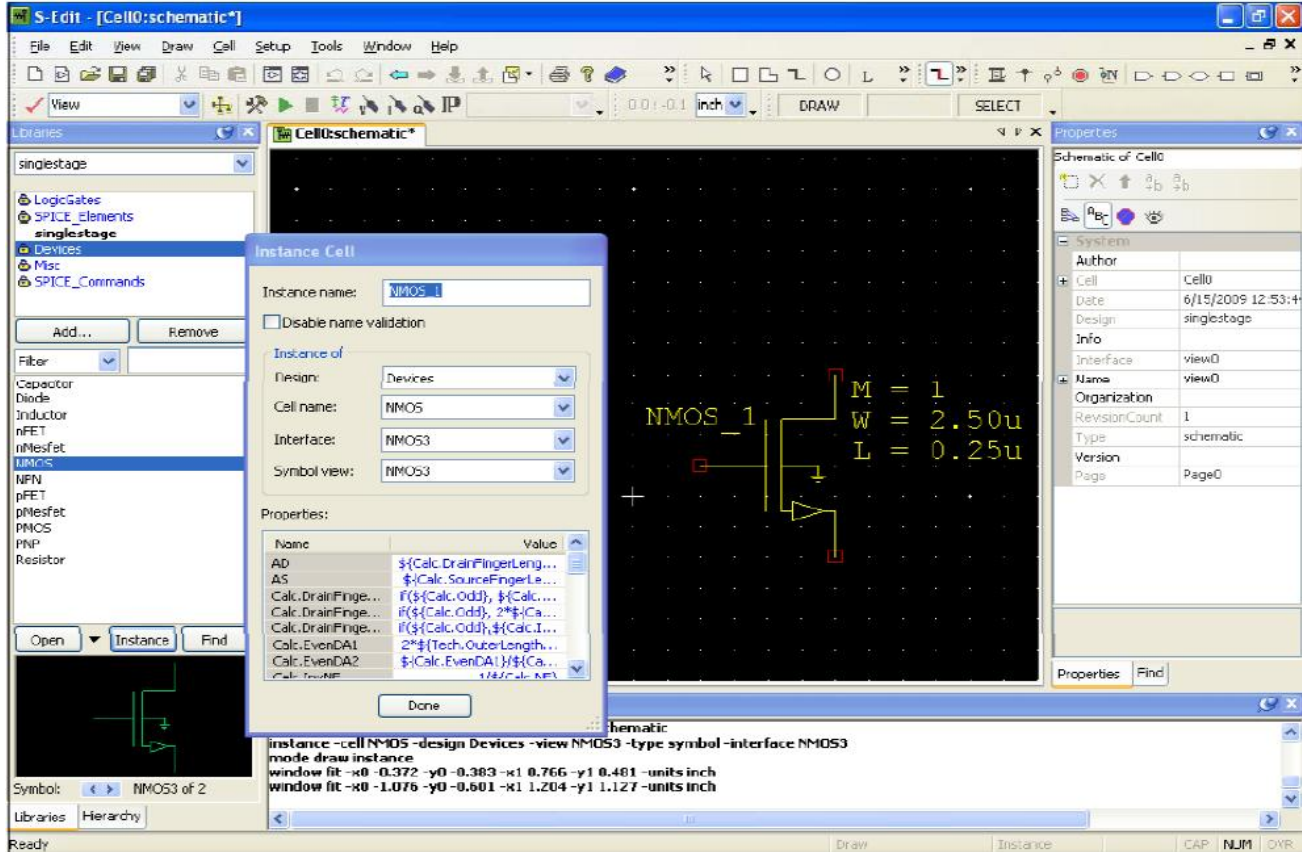 S-Edit - [Cell0:schematic*]
File Edit View Draw Cell Setup Tools Window Help
View
inch
DRAW
SELECT
Libraries
Cell0:schematic*
Properties
singlestage
Schematic of Cell0
LogicGates
SPICE_Elements
singlestage
Devices
Misc
SPICE_Commands
Add...
Remove
Filter
Capacitor
Diode
Inductor
nFET
nMesfet
NMOS
NPN
pFET
pMesfet
PMOS
PNP
Resistor
Open
Instance
Find
Symbol: NMOS3 of 2
Libraries Hierarchy
Instance Cell
Instance name: NMOS_1
Disable name validation
Instance of
Design: Devices
Cell name: NMOS
Interface: NMOS3
Symbol view: NMOS3
Properties:
Name Value
AD ${Calc.DrainFingerLeng...
AS ${Calc.SourceFingerLe...
Calc.DrainFinge... if(${Calc.Odd}, ${Calc....
Calc.DrainFinge... if(${Calc.Odd}, 2*${Ca...
Calc.DrainFinge... if(${Calc.Odd},${Calc.I...
Calc.EvenDA1 2*${Tech.OuterLength...
Calc.EvenDA2 ${Calc.EvenDA1}/${Ca...
Calc.InvNF 1/${Calc.NF}
Done
NMOS_1
M = 1
W = 2.50u
L = 0.25u
System
Author
Cell Cell0
Date 6/15/2009 12:53:4
Design singlestage
Info
Interface view0
Name view0
Organization
RevisionCount 1
Type schematic
Version
Page Page0
Properties Find
schematic
instance -cell NMOS -design Devices -view NMOS3 -type symbol -interface NMOS3
mode draw instance
window fit -x0 -0.372 -y0 -0.383 -x1 0.766 -y1 0.481 -units inch
window fit -x0 -1.076 -y0 -0.601 -x1 1.204 -y1 1.127 -units inch
Ready
Draw
Instance
CAP NUM OVR